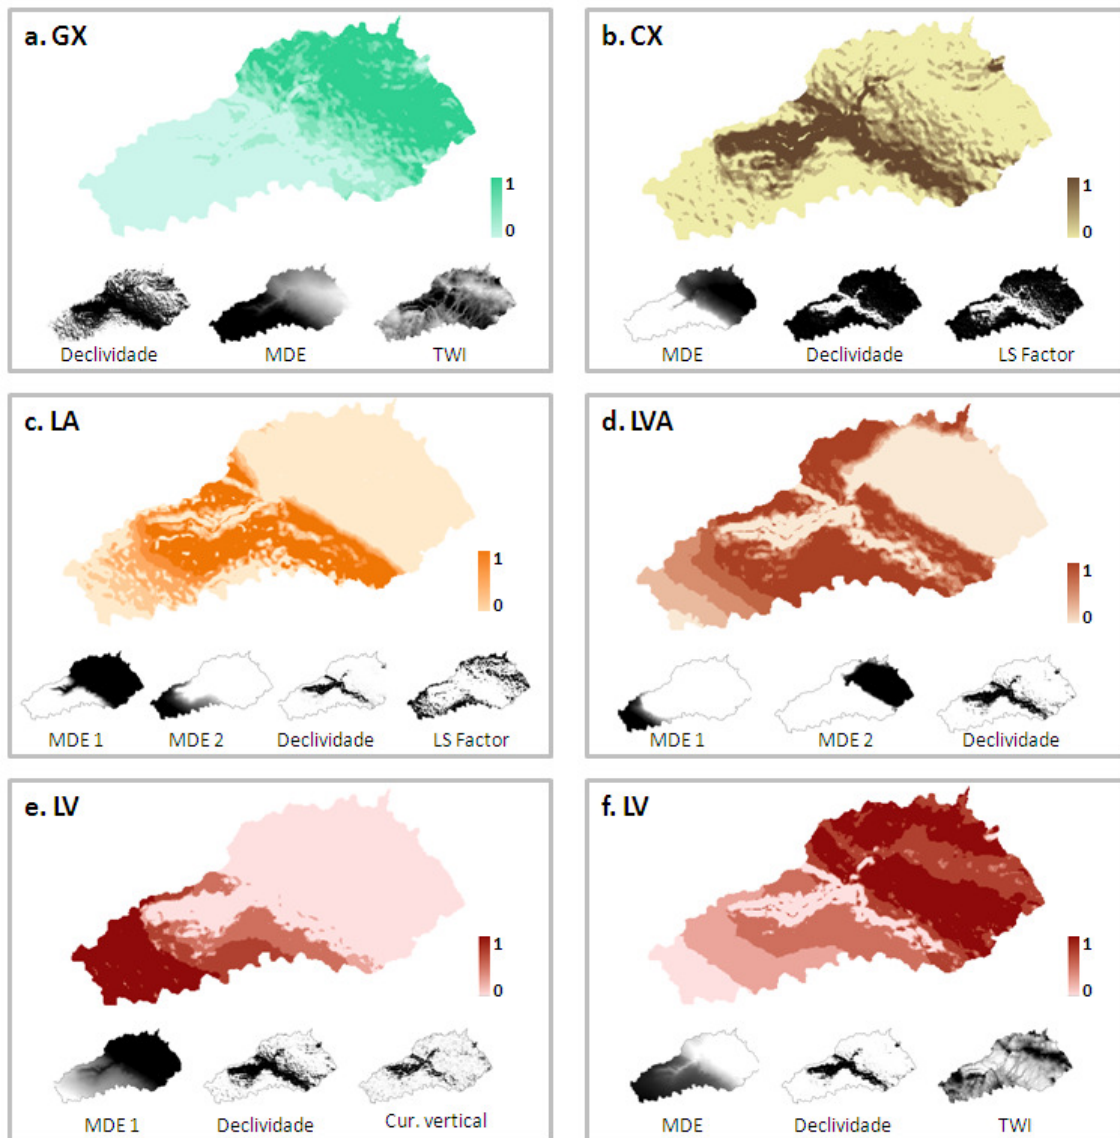 a. GX
1
0
Declividade MDE TWI
b. CX
1
0
MDE Declividade LS Factor
c. LA
1
0
MDE 1 MDE 2 Declividade LS Factor
d. LVA
1
0
MDE 1 MDE 2 Declividade
e. LV
1
0
MDE 1 Declividade Cur. vertical
f. LV
1
0
MDE Declividade TWI